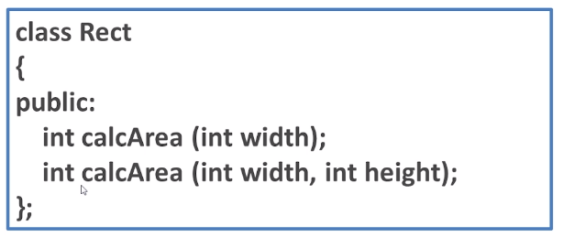 class Rect
{
public:
int calcArea (int width);
int calcArea (int width, int height);
};